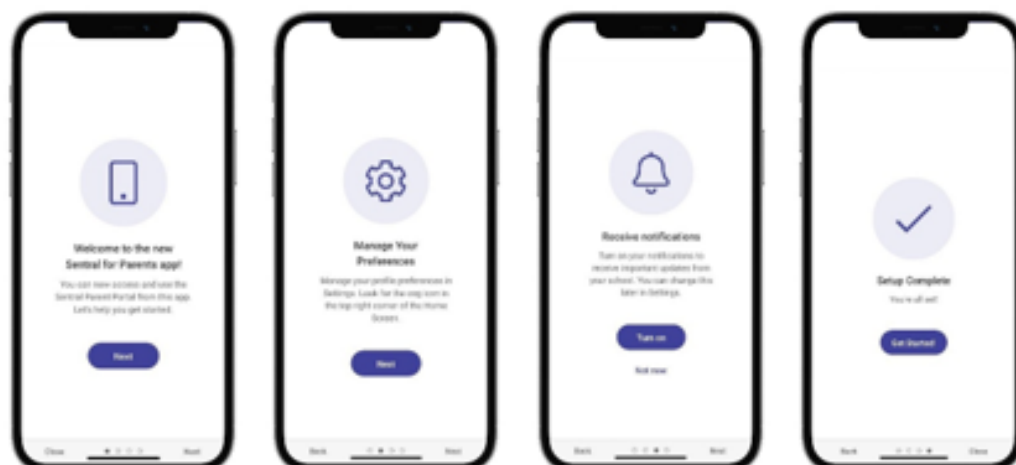 Welcome to the new
Sentral for Parents app!
You can now access and use the
Sentral Parent Portal from this app.
Let's help you get started.
Next
Close
Next
Manage Your
Preferences
Manage your profile preferences in
Settings. Look for the cog icon in
the top right corner of the Home
Screen.
Next
Back
Next
Receive notifications
Turn on your notifications to
receive important updates from
your school. You can change this
later in Settings.
Turn on
Not now
Back
Next
Setup Complete
You're all set!
Get Started
Back
Close